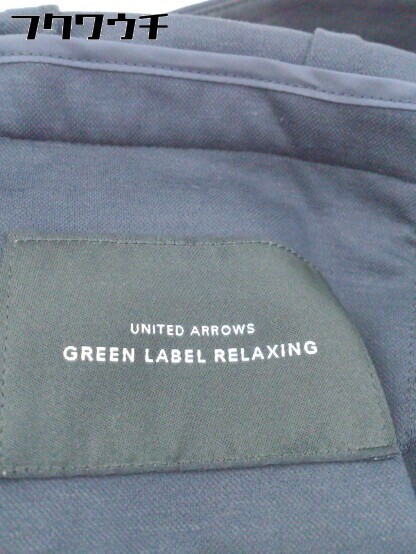 フクワウチ
UNITED ARROWS
GREEN LABEL RELAXING